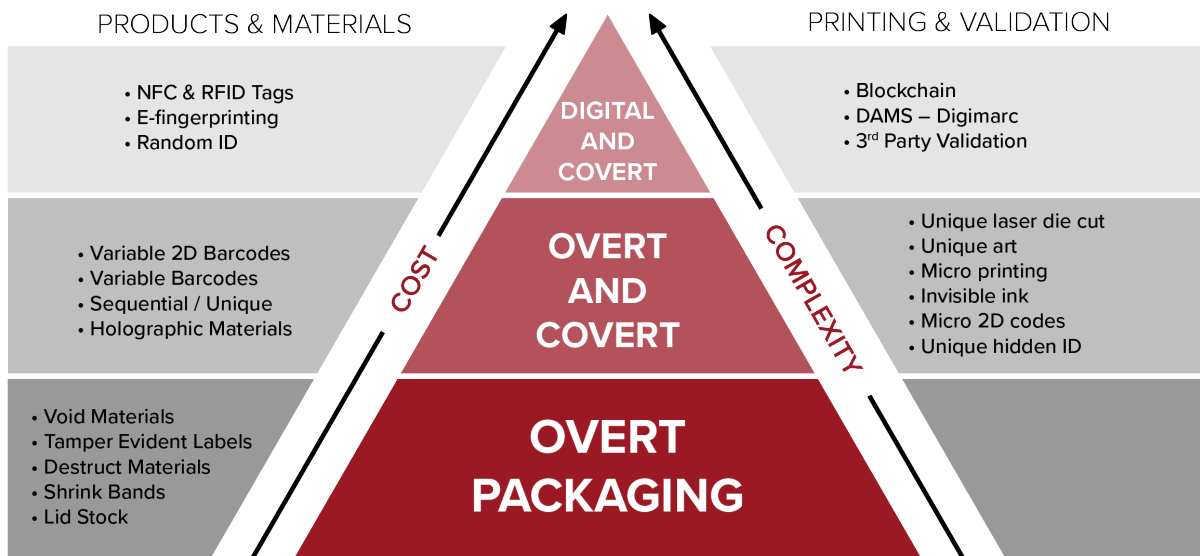 PRODUCTS & MATERIALS
PRINTING & VALIDATION
• NFC & RFID Tags
• E-fingerprinting
• Random ID
DIGITAL
AND
COVERT
• Blockchain
• DAMS – Digimarc
• 3rd Party Validation
• Variable 2D Barcodes
• Variable Barcodes
• Sequential / Unique
• Holographic Materials
COST
OVERT
AND
COVERT
COMPLEXITY
• Unique laser die cut
• Unique art
• Micro printing
• Invisible ink
• Micro 2D codes
• Unique hidden ID
• Void Materials
• Tamper Evident Labels
• Destruct Materials
• Shrink Bands
• Lid Stock
OVERT
PACKAGING